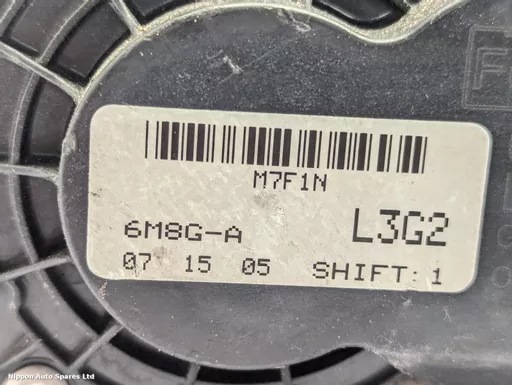 F
M7F1N
6M8G-A L3G2
07 15 05 SHIFT: 1
Nippon Auto Spares Ltd